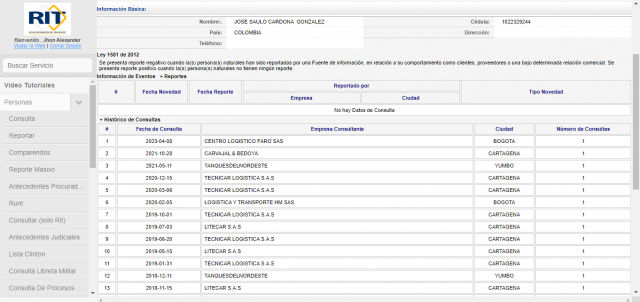 RIT
Bienvenido Jhon Alexander
Visitar la Web | Cerrar Sesión
Buscar Servicio
Video Tutoriales
Personas
Consulta
Reportar
Comparendos
Reporte Masivo
Antecedentes Procurad...
Runt
Consultar (solo Rit)
Antecedentes Judiciales
Lista Clinton
Consulta Libreta Militar
Consulta De Procesos
Información Básica:
Nombre: JOSE SAULO CARDONA GONZALEZ Cédula: 1022329244
País: COLOMBIA Dirección:
Teléfono:
Ley 1581 de 2012
Se presenta reporte negativo cuando la(s) persona(s) naturales han sido reportadas por una Fuente de información, en relación a su comportamiento como clientes, proveedores o una bajo determinada relación comercial. Se
presenta reporte positivo cuando la(s) persona(s) naturales no tienen ningún reporte.
Información de Eventos + Reportes
# Fecha Novedad Fecha Reporte Reportado por Tipo Novedad
Empresa Ciudad
No hay Datos de Consulta
+ Histórico de Consultas
# Fecha de Consulta Empresa Consultante Ciudad Número de Consultas
1 2023-04-08 CENTRO LOGISTICO FARO SAS BOGOTA 1
2 2021-10-28 CARVAJAL & BEDOYA CARTAGENA 1
3 2021-05-11 TANQUESDELNORDESTE YUMBO 1
4 2020-12-15 TECNICAR LOGISTICA S.A.S CARTAGENA 1
5 2020-03-06 TECNICAR LOGISTICA S.A.S CARTAGENA 1
6 2020-02-05 LOGISTICA Y TRANSPORTE HM SAS BOGOTA 1
7 2019-10-01 TECNICAR LOGISTICA S.A.S CARTAGENA 1
8 2019-07-03 LITECAR S.A.S CARTAGENA 1
9 2019-06-20 TECNICAR LOGISTICA S.A.S CARTAGENA 1
10 2019-05-15 LITECAR S.A.S CARTAGENA 1
11 2019-01-31 TECNICAR LOGISTICA S.A.S CARTAGENA 1
12 2018-12-11 TANQUESDELNORDESTE YUMBO 1
13 2018-11-15 LITECAR S.A.S CARTAGENA 1